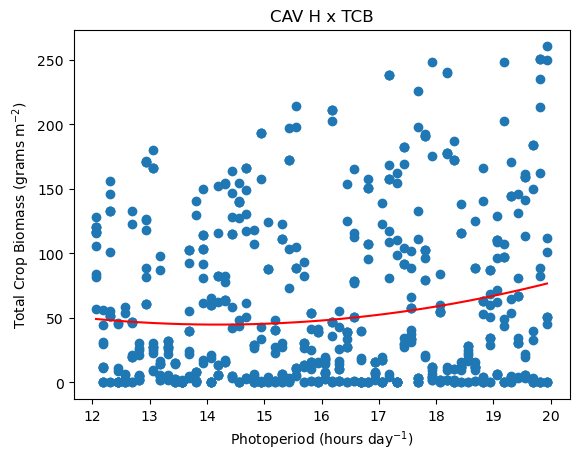 CAV H x TCB
Total Crop Biomass (grams m⁻²)
250
200
150
100
50
0
12 13 14 15 16 17 18 19 20
Photoperiod (hours day⁻¹)